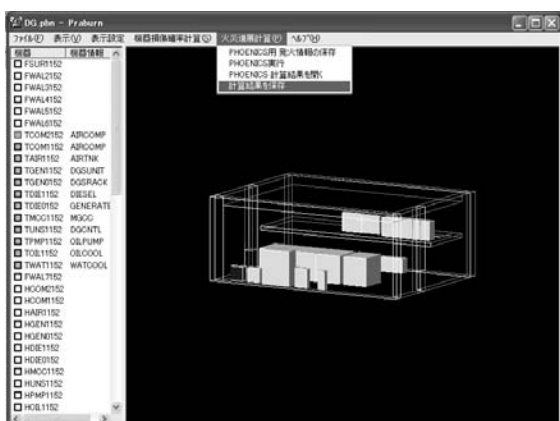 DG.pbn - Praburn
ファイル(F) 表示(V) 表示設定 機器損傷確率計算(S) 火災進展計算(P) ヘルプ(H)
PHOENICS用 発火情報の保存
PHOENICS実行
PHOENICS 計算結果を開く
計算結果を保存
機器 機器情報
FSUR1152
FWAL2152
FWAL3152
FWAL4152
FWAL5152
FWAL6152
TCOM2152 AIRCOMP
TCOM1152 AIRCOMP
TAIR1152 AIRTNK
TGEN1152 DGSUNIT
TGEN0152 DGSRACK
TDIE1152 DIESEL
TDIE0152 GENERATE
TMCC1152 MGCC
TUNS1152 DGCNTL
TPMP1152 OILPUMP
TOIL1152 OILCOOL
TWAT1152 WATCOOL
FWAL7152
HCOM2152
HCOM1152
HAIR1152
HGEN1152
HGEN0152
HDIE1152
HDIE0152
HMCC1152
HUNS1152
HPMP1152
HOIL1152